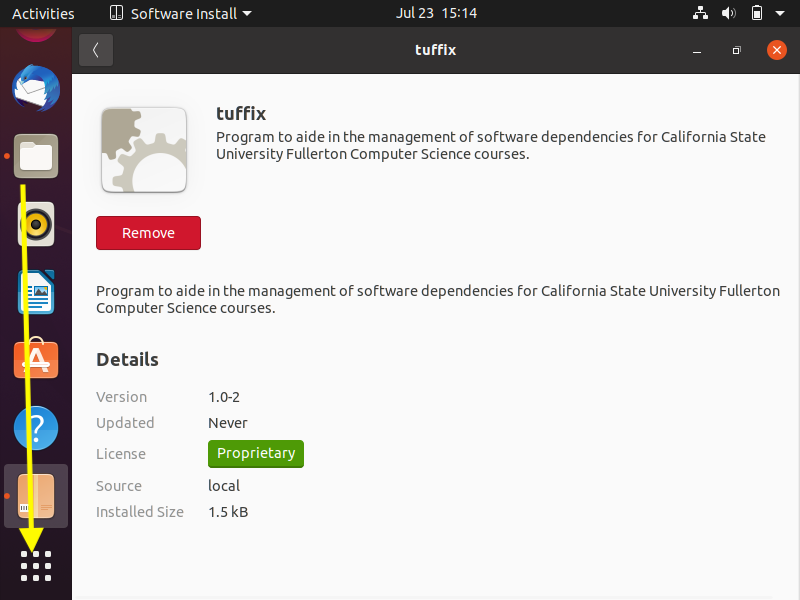 Activities Software Install Jul 23 15:14
tuffix
tuffix
Program to aide in the management of software dependencies for California State
University Fullerton Computer Science courses.
Remove
Program to aide in the management of software dependencies for California State University Fullerton
Computer Science courses.
Details
Version 1.0-2
Updated Never
License Proprietary
Source local
Installed Size 1.5 kB